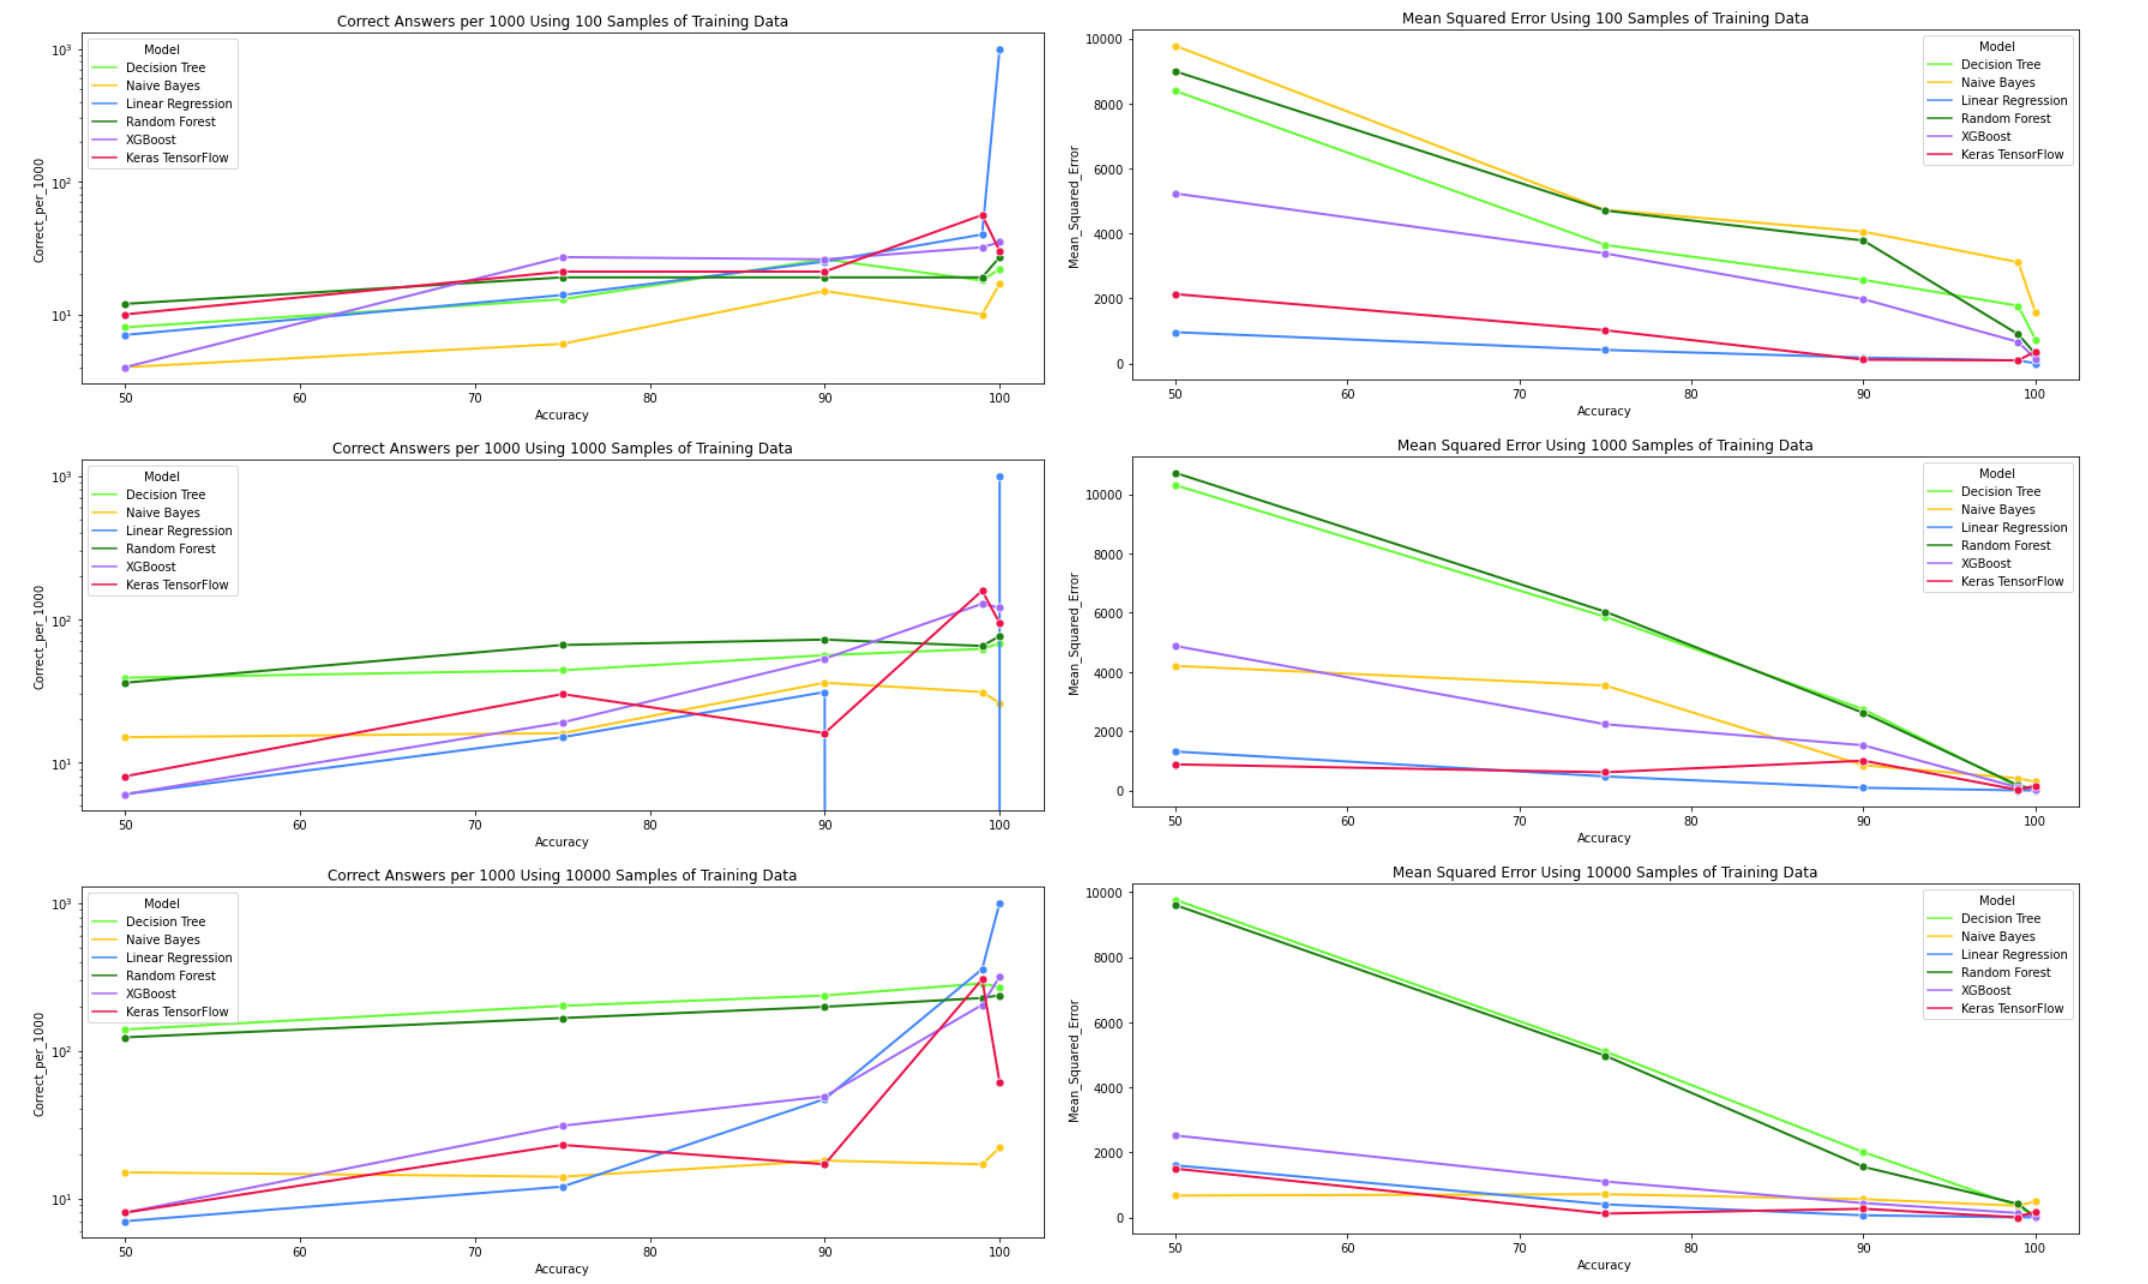 Correct Answers per 1000 Using 100 Samples of Training Data
Correct_per_1000
10³
10²
10¹
Model
Decision Tree
Naive Bayes
Linear Regression
Random Forest
XGBoost
Keras TensorFlow
50 60 70 80 90 100
Accuracy
Mean Squared Error Using 100 Samples of Training Data
Mean_Squared_Error
10000
8000
6000
4000
2000
0
Model
Decision Tree
Naive Bayes
Linear Regression
Random Forest
XGBoost
Keras TensorFlow
50 60 70 80 90 100
Accuracy
Correct Answers per 1000 Using 1000 Samples of Training Data
Correct_per_1000
10³
10²
10¹
Model
Decision Tree
Naive Bayes
Linear Regression
Random Forest
XGBoost
Keras TensorFlow
50 60 70 80 90 100
Accuracy
Mean Squared Error Using 1000 Samples of Training Data
Mean_Squared_Error
10000
8000
6000
4000
2000
0
Model
Decision Tree
Naive Bayes
Linear Regression
Random Forest
XGBoost
Keras TensorFlow
50 60 70 80 90 100
Accuracy
Correct Answers per 1000 Using 10000 Samples of Training Data
Correct_per_1000
10³
10²
10¹
Model
Decision Tree
Naive Bayes
Linear Regression
Random Forest
XGBoost
Keras TensorFlow
50 60 70 80 90 100
Accuracy
Mean Squared Error Using 10000 Samples of Training Data
Mean_Squared_Error
10000
8000
6000
4000
2000
0
Model
Decision Tree
Naive Bayes
Linear Regression
Random Forest
XGBoost
Keras TensorFlow
50 60 70 80 90 100
Accuracy